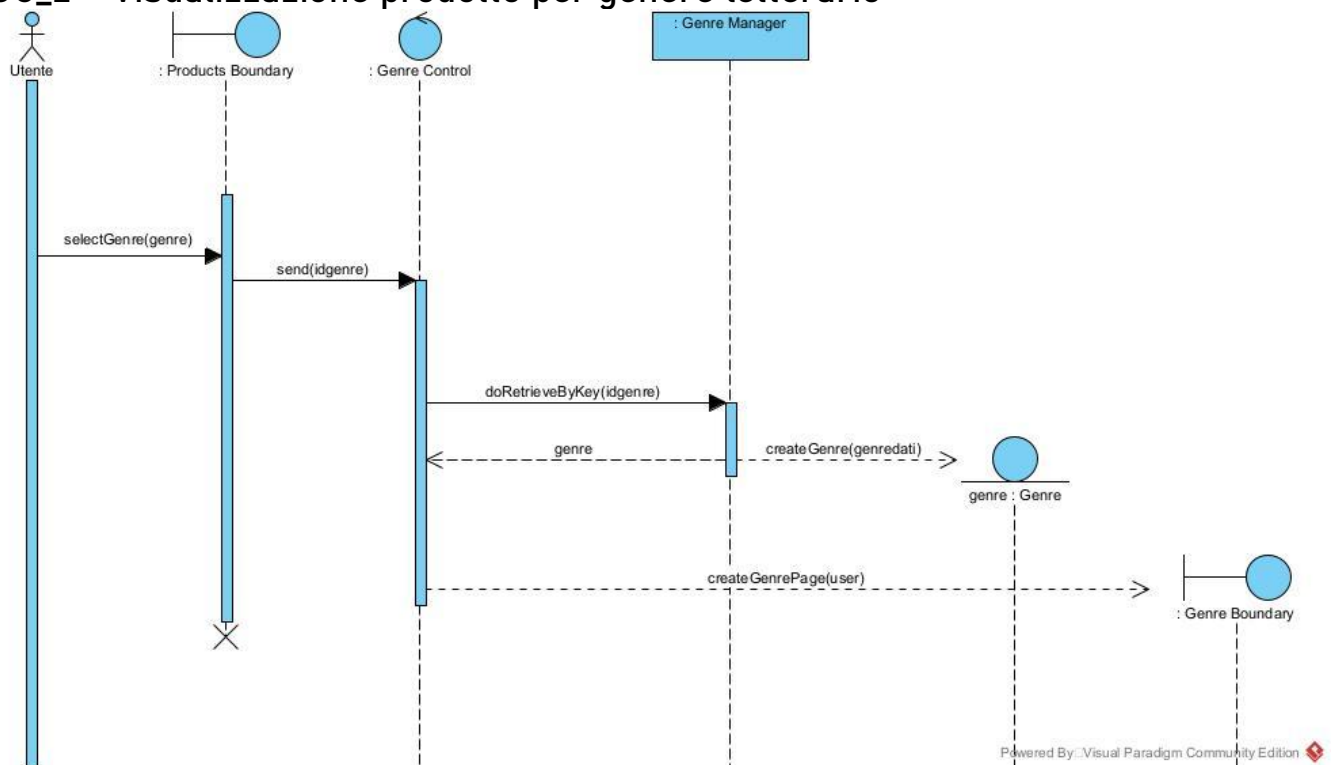 Visualizzazione prodotto per genere letterario
: Genre Manager
Utente
: Products Boundary
: Genre Control
selectGenre(genre)
send(idgenre)
doRetrieveByKey(idgenre)
genre
createGenre(genredati)
genre : Genre
createGenrePage(user)
: Genre Boundary
Powered By Visual Paradigm Community Edition